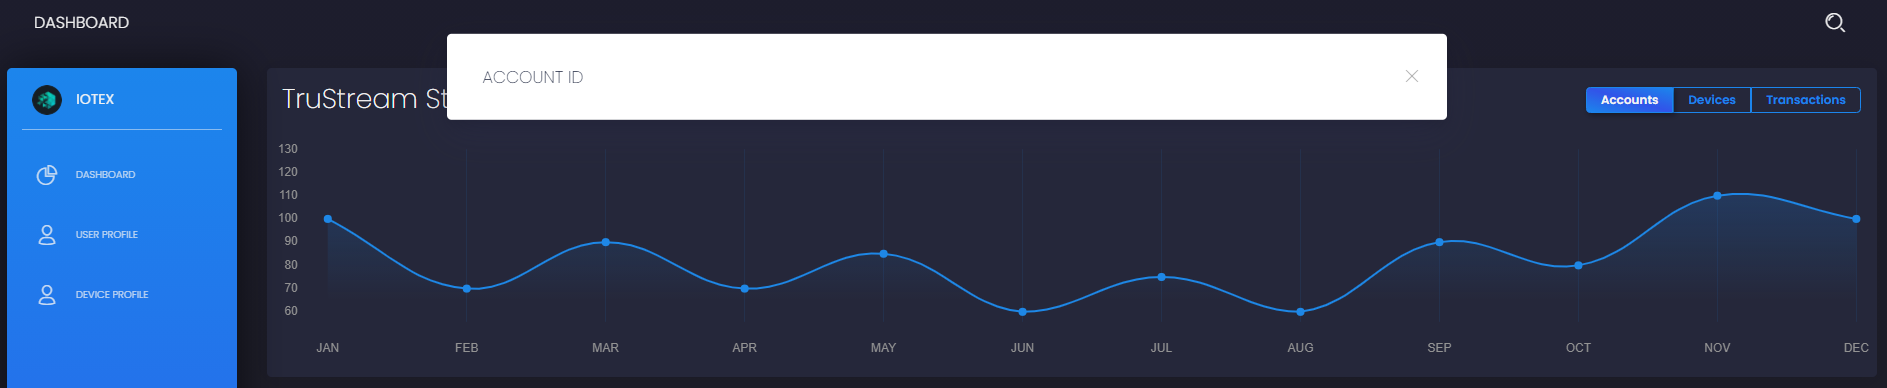 DASHBOARD
ACCOUNT ID
IOTEX
TruStream St
Accounts
Devices
Transactions
DASHBOARD
USER PROFILE
DEVICE PROFILE
130
120
110
100
90
80
70
60
JAN FEB MAR APR MAY JUN JUL AUG SEP OCT NOV DEC